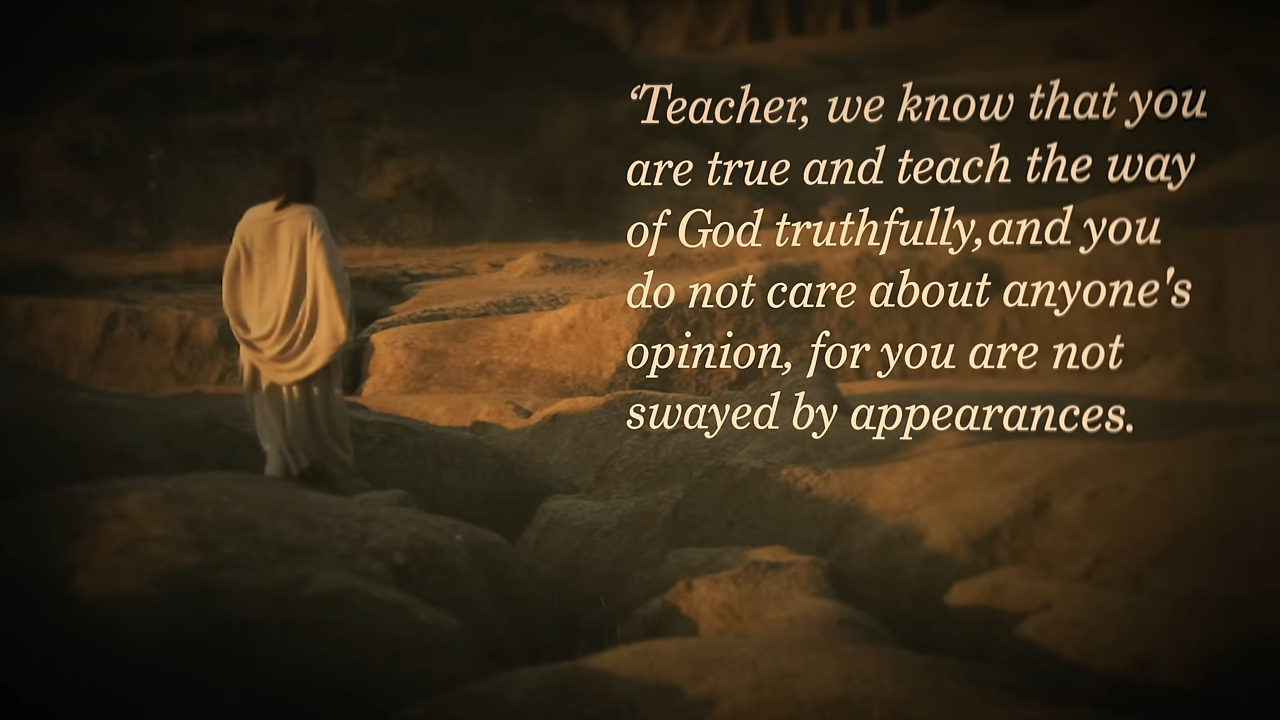 ‘Teacher, we know that you
are true and teach the way
of God truthfully,and you
do not care about anyone's
opinion, for you are not
swayed by appearances.